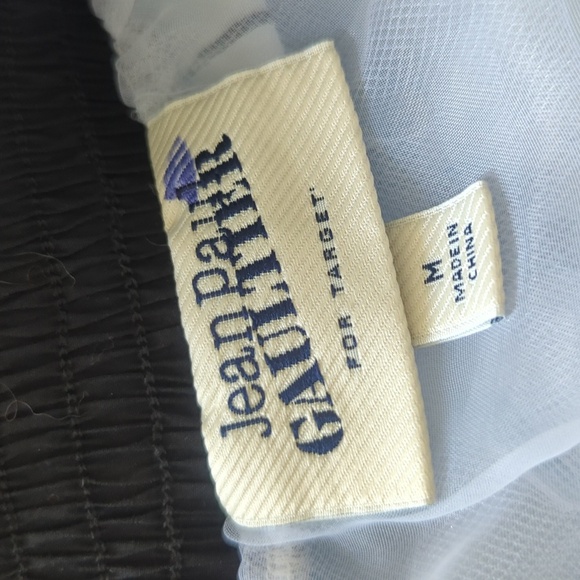 Jean Paul
GAULTIER
FOR TARGET
M
MADE IN
CHINA